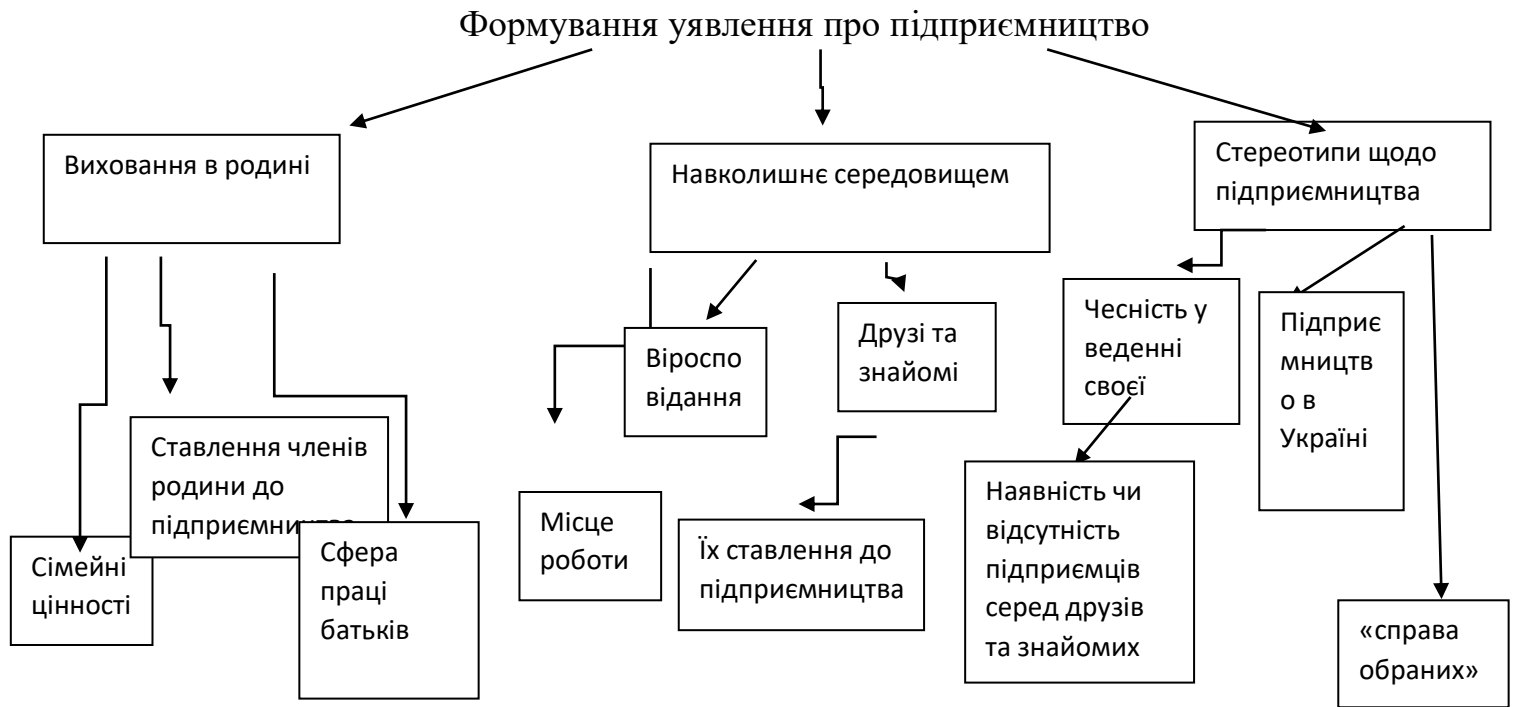 Формування уявлення про підприємництво
Виховання в родині
Навколишнє середовищем
Стереотипи щодо
підприємництва
Сімейні
цінності
Ставлення членів
родини до
Сфера
праці
батьків
Місце
роботи
Віроспо
відання
Друзі та
знайомі
Їх ставлення до
підприємництва
Чесність у
веденні
своєї
Наявність чи
відсутність
підприємців
серед друзів
та знайомих
Підприє
мництв
о в
Україні
«справа
обраних»